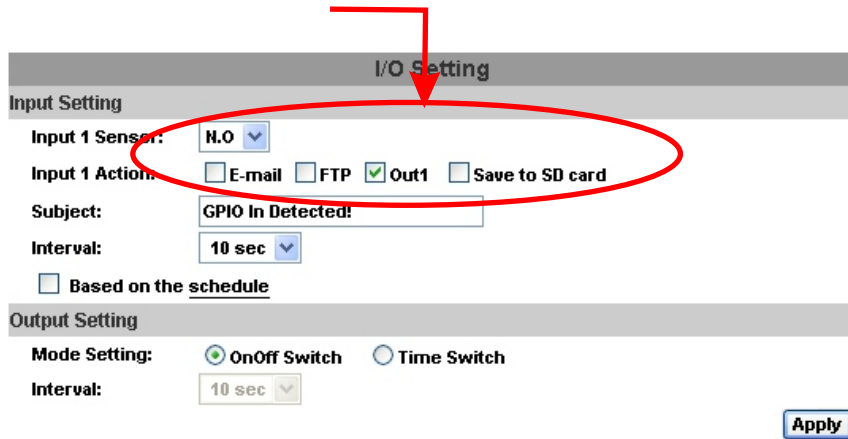 I/O Setting
Input Setting
Input 1 Sensor: N.O
Input 1 Action: E-mail FTP Out1 Save to SD card
Subject: GPIO In Detected!
Interval: 10 sec
Based on the schedule
Output Setting
Mode Setting: OnOff Switch Time Switch
Interval: 10 sec
Apply